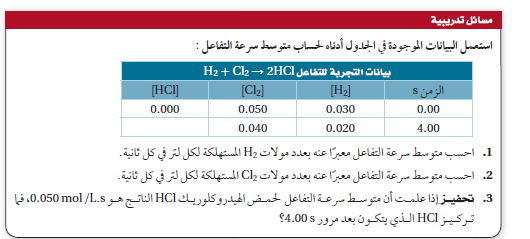 مسائل تدريبية
استعمل البيانات الموجودة في الجدول أدناه لحساب متوسط سرعة التفاعل :
بيانات التجربة للتفاعل H2 + Cl2 → 2HCl
الزمن s [H2] [Cl2] [HCl]
0.00 0.030 0.050 0.000
4.00 0.020 0.040
1. احسب متوسط سرعة التفاعل معبرًا عنه بعدد مولات H2 المستهلكة لكل لتر في كل ثانية.
2. احسب متوسط سرعة التفاعل معبرًا عنه بعدد مولات Cl2 المستهلكة لكل لتر في كل ثانية.
3. تحفيز إذا علمت أن متوسط سرعة التفاعل لحمض الهيدروكلوريك HCl الناتج هو 0.050 mol /L.s، فما
تركيز HCl الذي يتكون بعد مرور 4.00 s؟